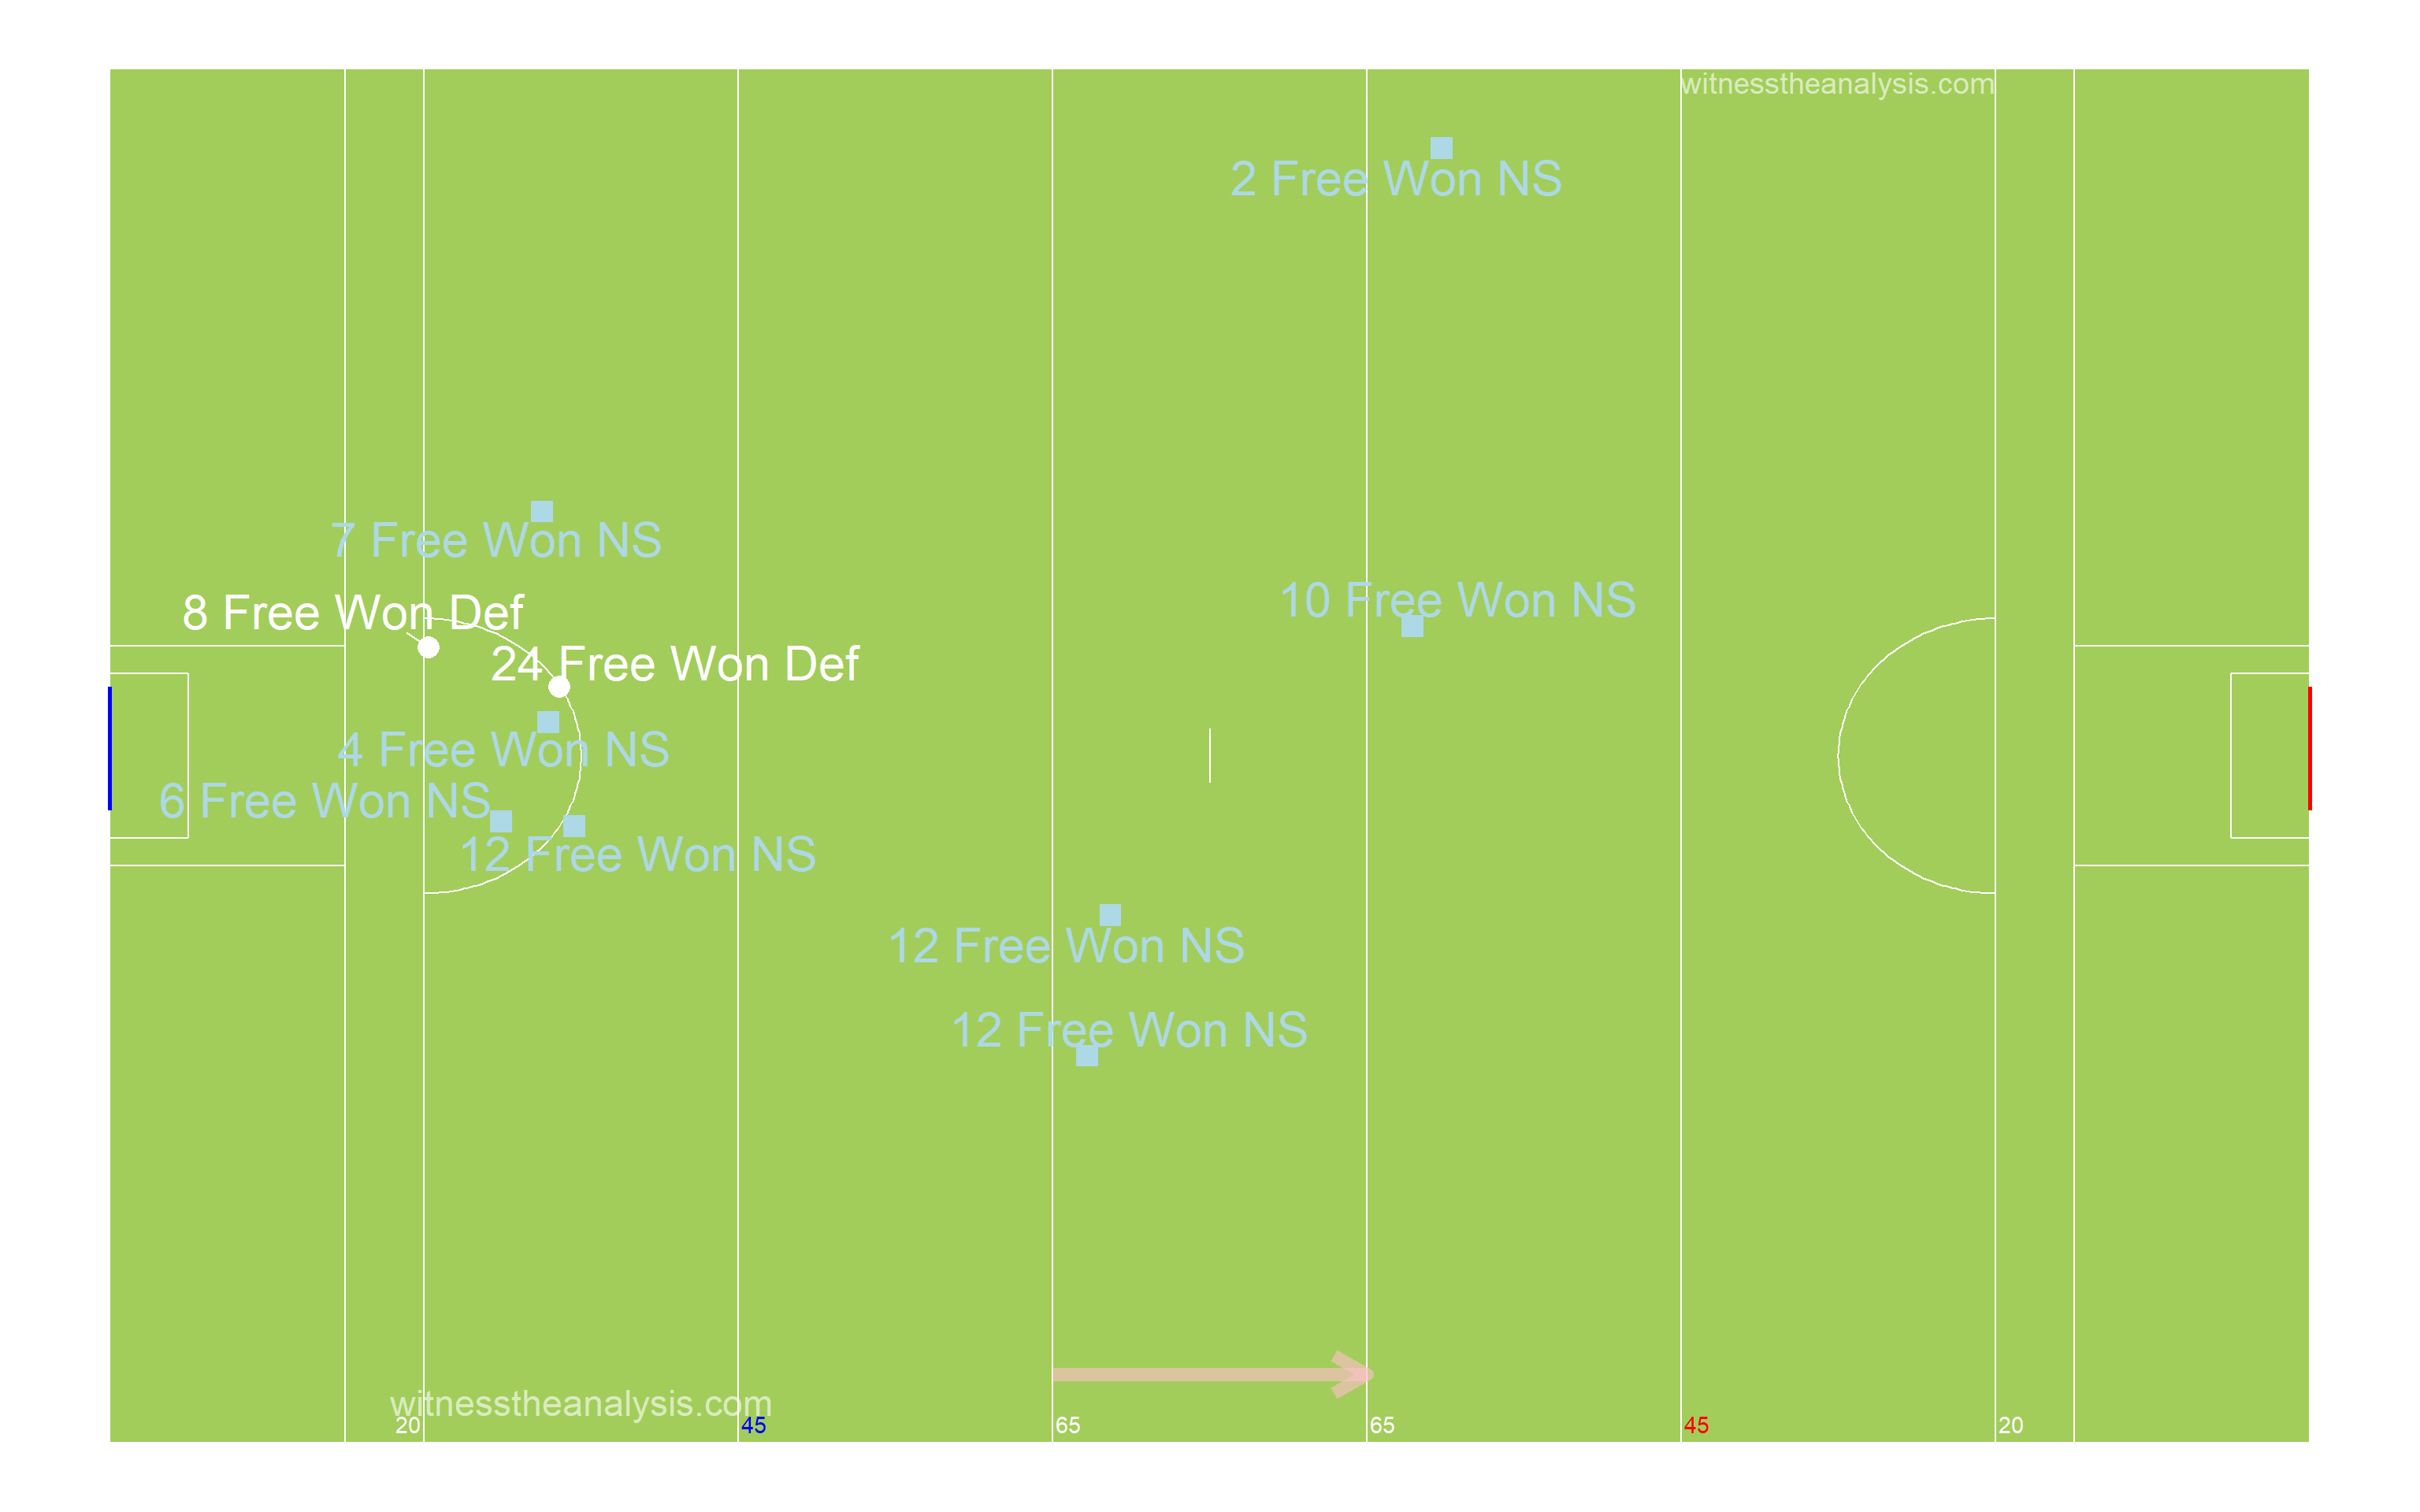 witnesstheanalysis.com
2 Free Won NS
7 Free Won NS
8 Free Won Def
10 Free Won NS
24 Free Won Def
4 Free Won NS
6 Free Won NS
12 Free Won NS
12 Free Won NS
12 Free Won NS
witnesstheanalysis.com
20
45
65
65
45
20